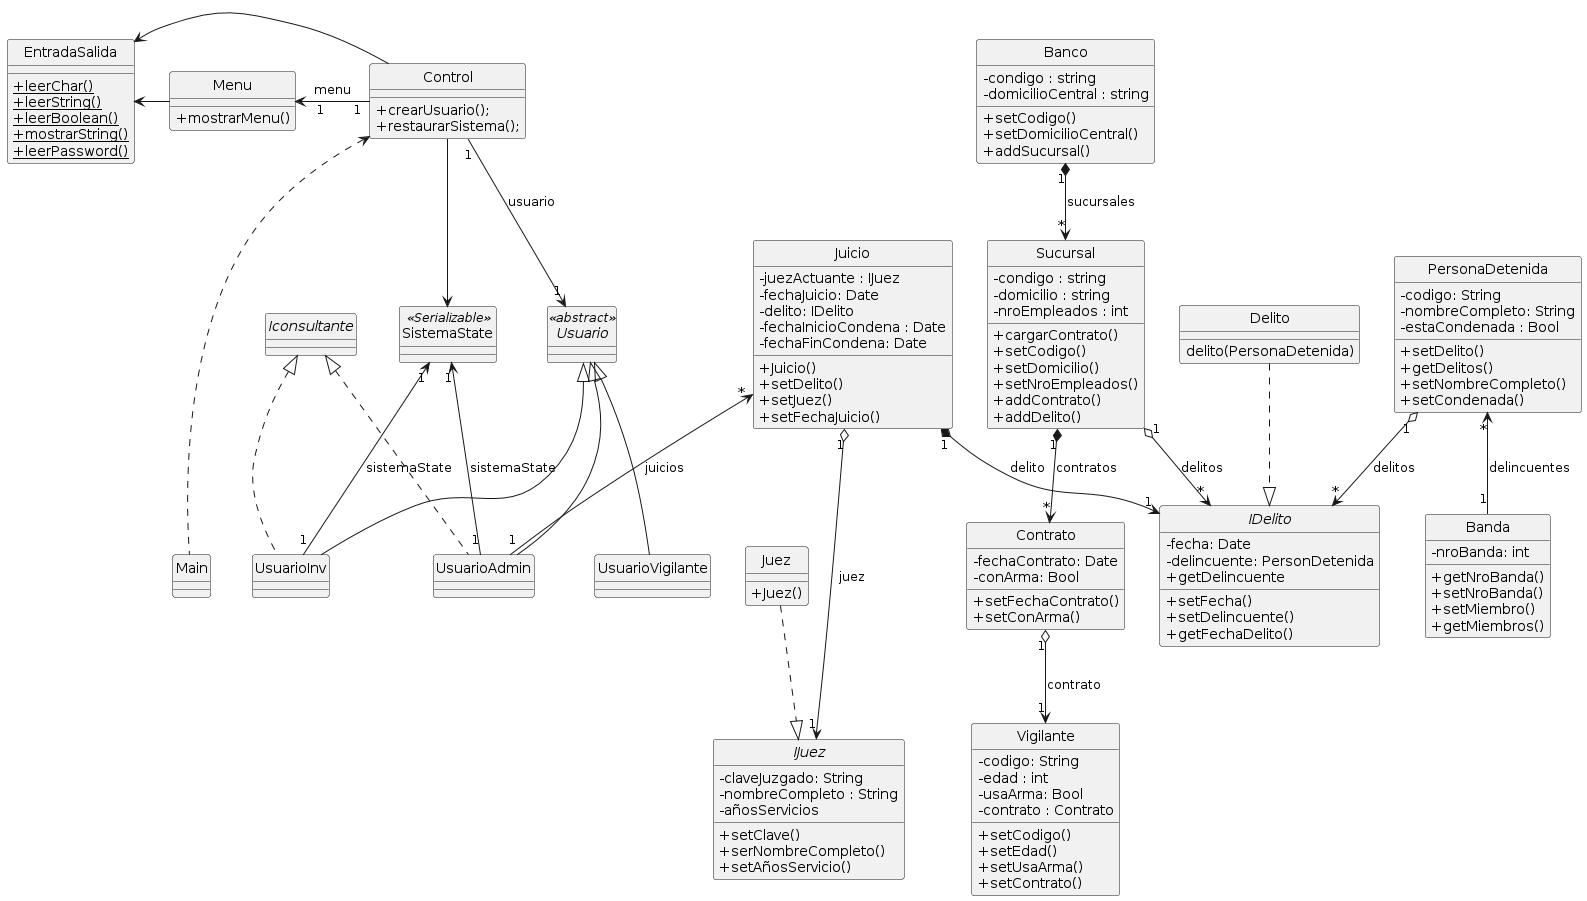 EntradaSalida
+leerChar()
+leerString()
+leerBoolean()
+mostrarString()
+leerPassword()
Menu
+mostrarMenu()
menu
1
1
Control
+crearUsuario();
+restaurarSistema();
1
usuario
1
Banco
-condigo : string
-domicilioCentral : string
+setCodigo()
+setDomicilioCentral()
+addSucursal()
1
sucursales
*
Iconsultante
«Serializable»
SistemaState
1
1
«abstract»
Usuario
Juicio
-juezActuante : IJuez
-fechaJuicio: Date
-delito: IDelito
-fechaInicioCondena : Date
-fechaFinCondena: Date
+Juicio()
+setDelito()
+setJuez()
+setFechaJuicio()
*
1
1
Sucursal
-condigo : string
-domicilio : string
-nroEmpleados : int
+cargarContrato()
+setCodigo()
+setDomicilio()
+setNroEmpleados()
+addContrato()
+addDelito()
1
1
Delito
delito(PersonaDetenida)
PersonaDetenida
-codigo: String
-nombreCompleto: String
-estaCondenada : Bool
+setDelito()
+getDelitos()
+setNombreCompleto()
+setCondenada()
1
*
sistemaState
sistemaState
juicios
delito
contratos
delitos
delitos
delincuentes
1
1
1
*
1
*
*
1
Main
UsuarioInv
UsuarioAdmin
UsuarioVigilante
Juez
+Juez()
juez
Contrato
-fechaContrato: Date
-conArma: Bool
+setFechaContrato()
+setConArma()
1
contrato
1
IDelito
-fecha: Date
-delincuente: PersonDetenida
+getDelincuente
+setFecha()
+setDelincuente()
+getFechaDelito()
Banda
-nroBanda: int
+getNroBanda()
+setNroBanda()
+setMiembro()
+getMiembros()
1
IJuez
-claveJuzgado: String
-nombreCompleto : String
-añosServicios
+setClave()
+serNombreCompleto()
+setAñosServicio()
Vigilante
-codigo: String
-edad : int
-usaArma: Bool
-contrato : Contrato
+setCodigo()
+setEdad()
+setUsaArma()
+setContrato()